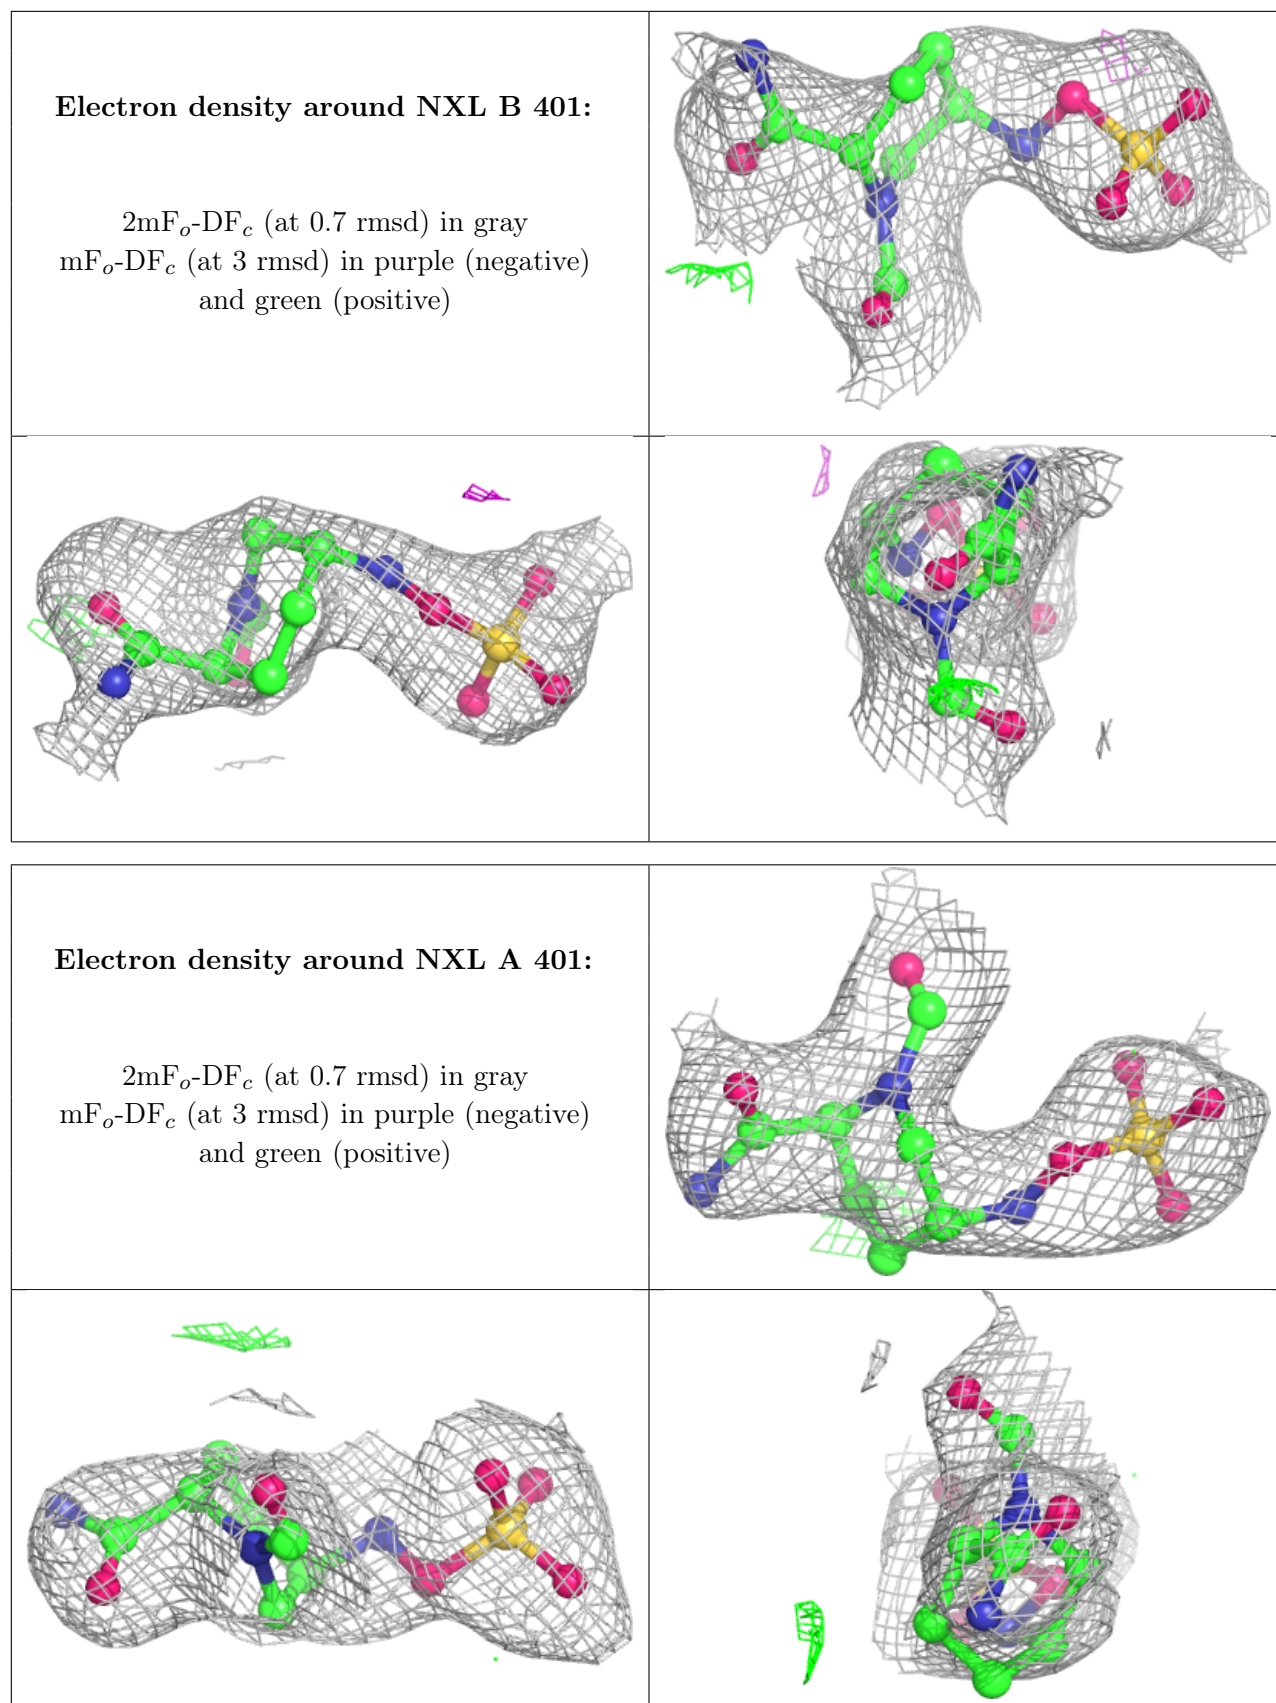 Electron density around NXL B 401:
2mFₒ-DF𝑐 (at 0.7 rmsd) in gray
mFₒ-DF𝑐 (at 3 rmsd) in purple (negative)
and green (positive)
Electron density around NXL A 401:
2mFₒ-DF𝑐 (at 0.7 rmsd) in gray
mFₒ-DF𝑐 (at 3 rmsd) in purple (negative)
and green (positive)